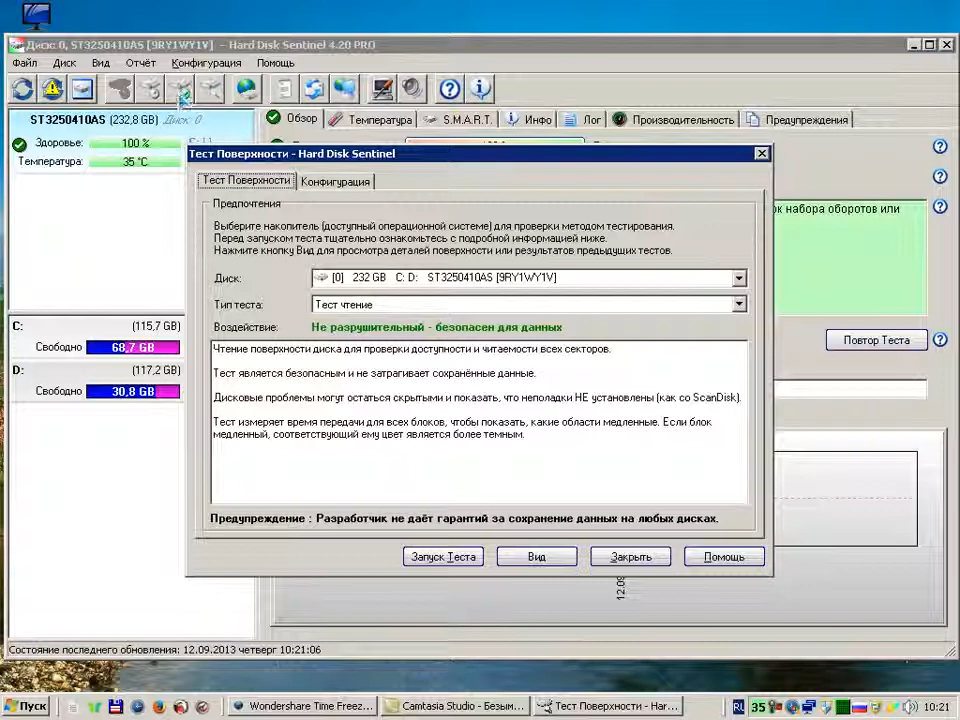 Диск: 0, ST3250410AS [9RY1WY1V] - Hard Disk Sentinel 4.20 PRO
Файл Диск Вид Отчёт Конфигурация Помощь
ST3250410AS (232,8 GB) Диск: 0
Здоровье: 100 %
Температура: 35 °C
C: (115,7 GB)
Свободно 68,7 GB
D: (117,2 GB)
Свободно 30,8 GB
Обзор Температура S.M.A.R.T. Инфо Лог Производительность Предупреждения
ок набора оборотов или
Повтор Теста
12.09
Тест Поверхности - Hard Disk Sentinel
Тест Поверхности Конфигурация
Предпочтения
Выберите накопитель (доступный операционной системе) для проверки методом тестирования.
Перед запуском теста тщательно ознакомьтесь с подробной информацией ниже.
Нажмите кнопку Вид для просмотра деталей поверхности или результатов предыдущих тестов.
Диск: [0] 232 GB C: D: ST3250410AS [9RY1WY1V]
Тип теста: Тест чтение
Воздействие: Не разрушительный - безопасен для данных
Чтение поверхности диска для проверки доступности и читаемости всех секторов.
Тест является безопасным и не затрагивает сохранённые данные.
Дисковые проблемы могут остаться скрытыми и показать, что неполадки НЕ установлены (как со ScanDisk).
Тест измеряет время передачи для всех блоков, чтобы показать, какие области медленные. Если блок
медленный, соответствующий ему цвет является более темным.
Предупреждение : Разработчик не даёт гарантий за сохранение данных на любых дисках.
Запуск Теста Вид Закрыть Помощь
Состояние последнего обновления: 12.09.2013 четверг 10:21:06
Пуск Wondershare Time Freez... Camtasia Studio - Безым... Тест Поверхности - Har... RL 35 10:21